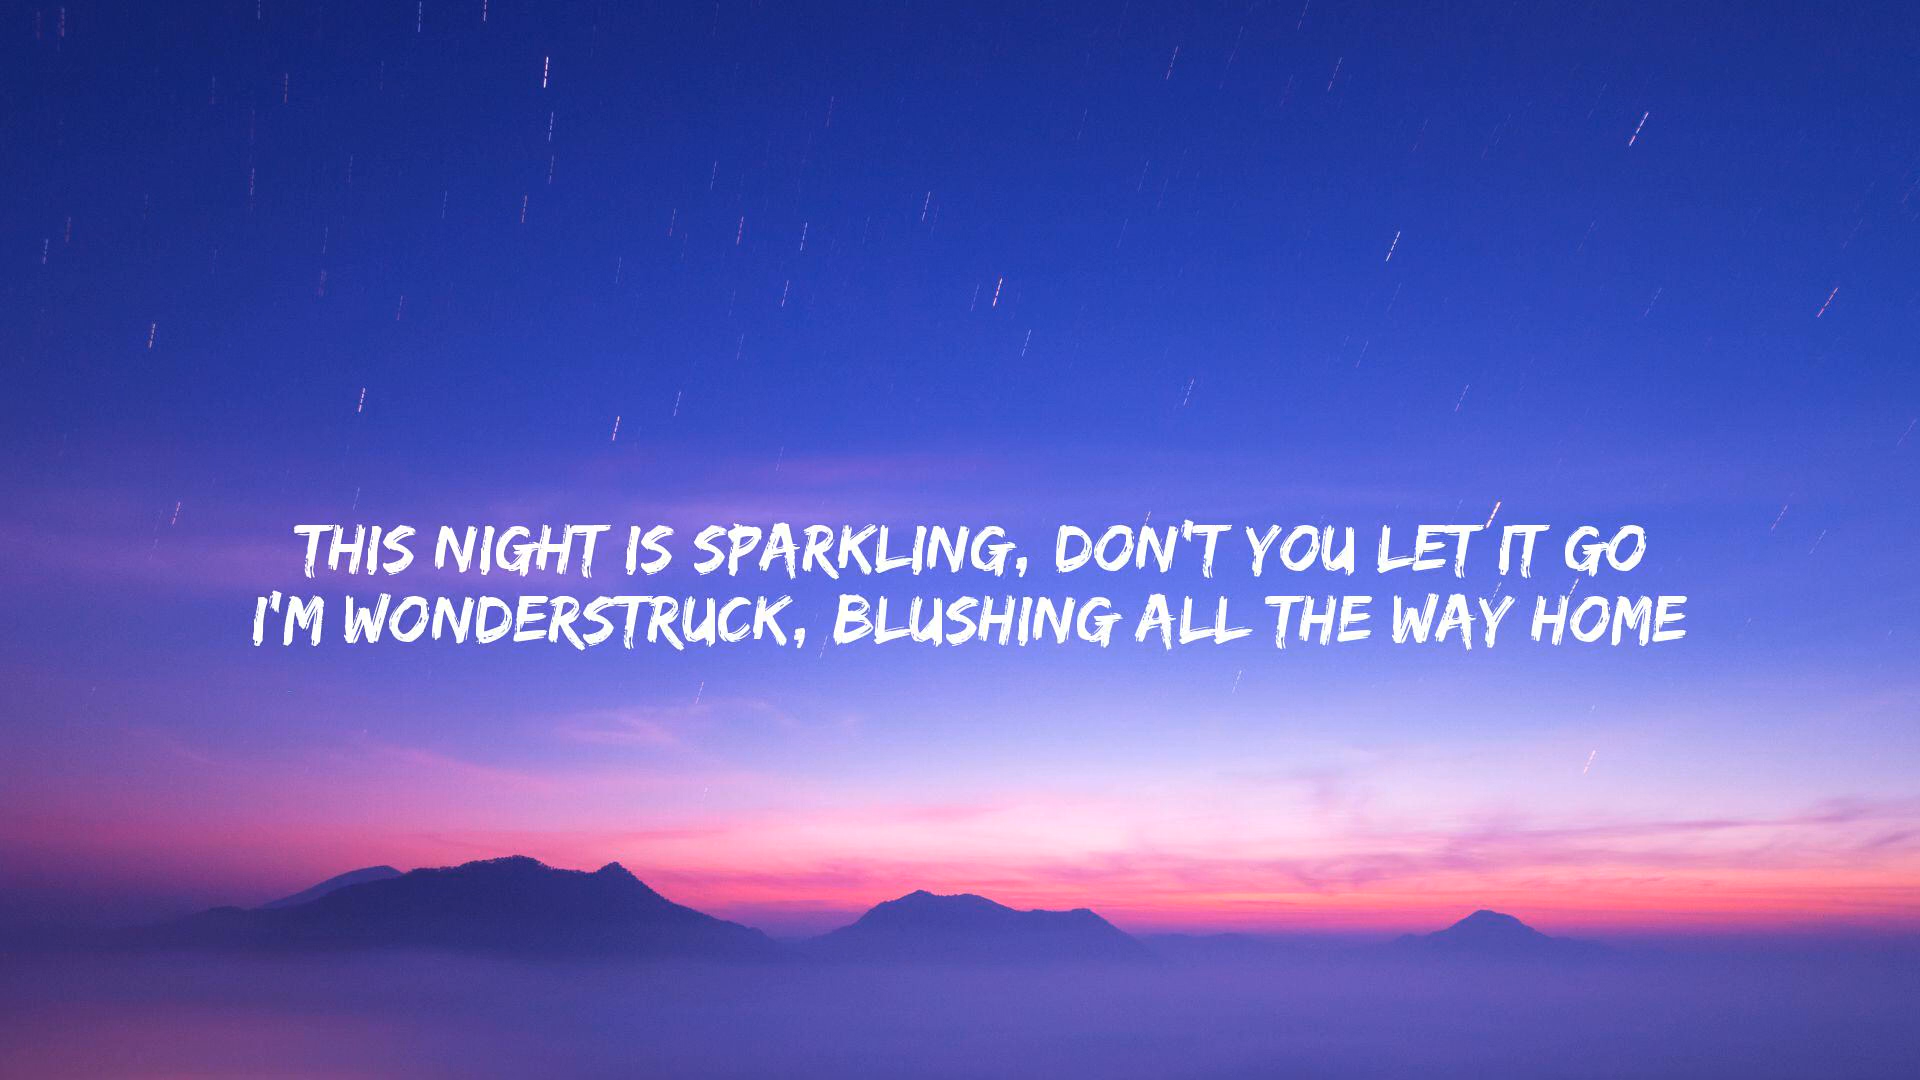 THIS NIGHT IS SPARKLING, DON'T YOU LET IT GO
I'M WONDERSTRUCK, BLUSHING ALL THE WAY HOME